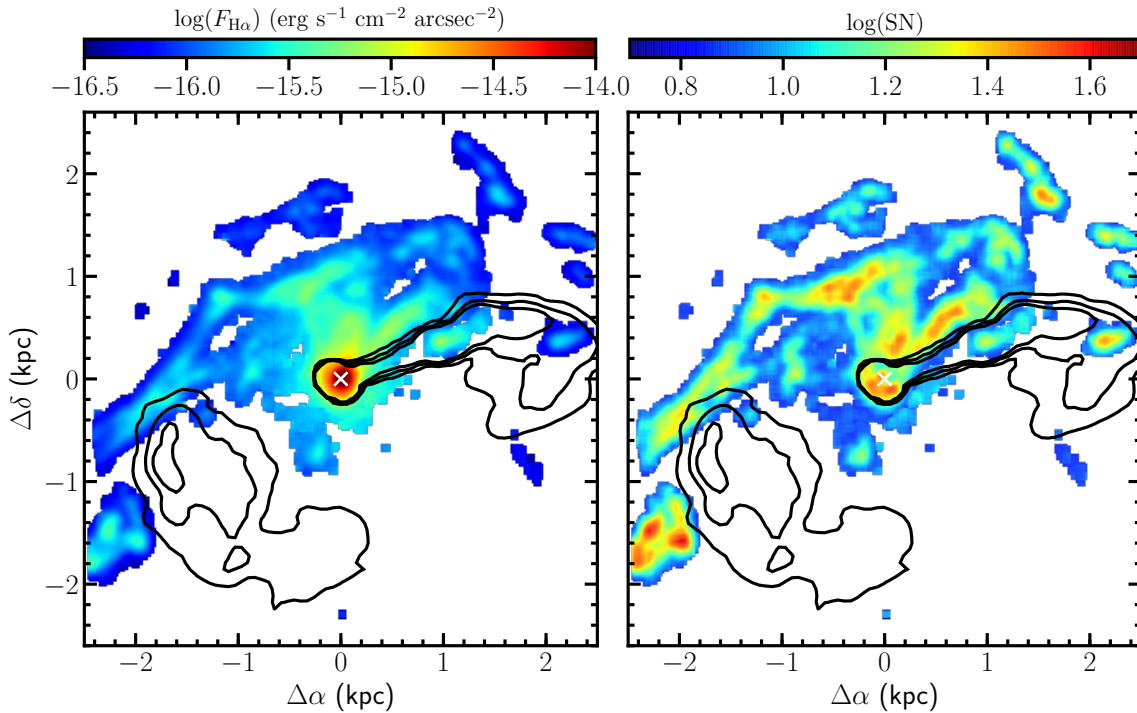 log(F_Hα) (erg s⁻¹ cm⁻² arcsec⁻²)
−16.5 −16.0 −15.5 −15.0 −14.5 −14.0
log(SN)
0.8 1.0 1.2 1.4 1.6
2
1
0
−1
−2
Δδ (kpc)
−2 −1 0 1 2
Δα (kpc)
−2 −1 0 1 2
Δα (kpc)